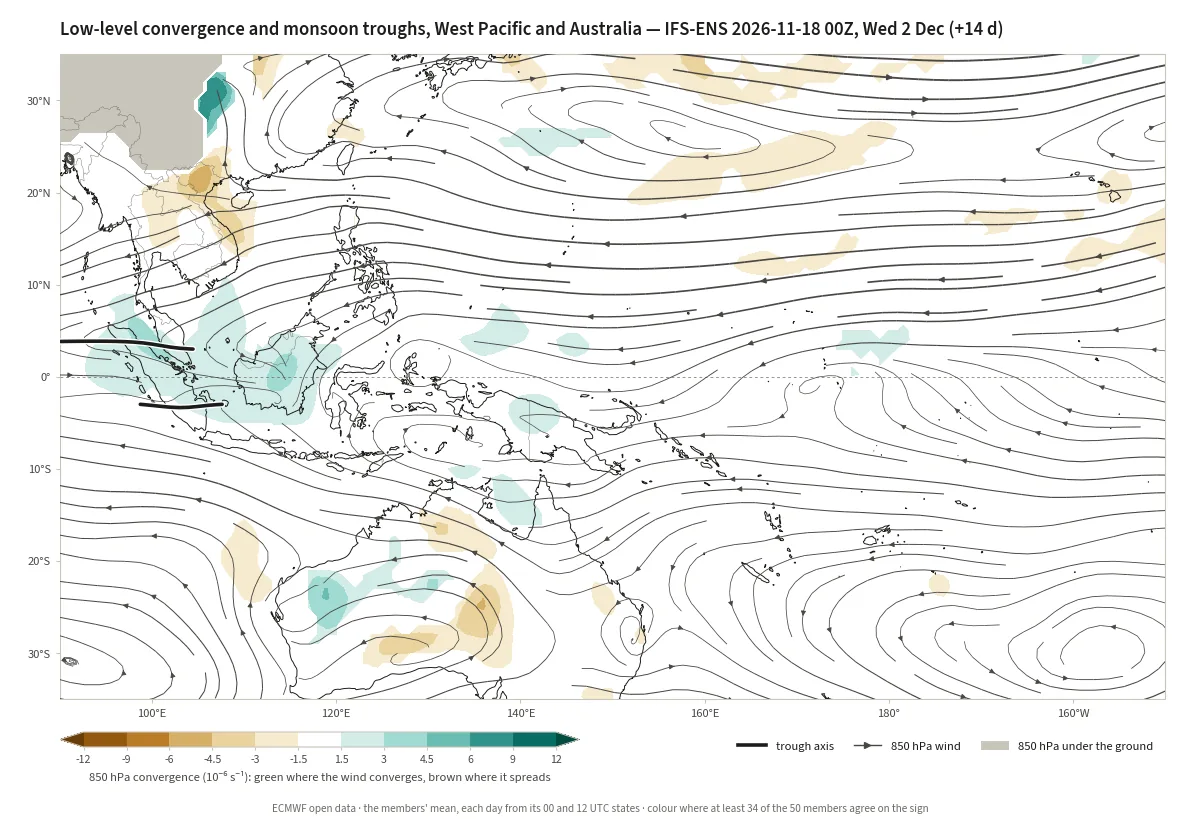 Low-level convergence and monsoon troughs, West Pacific and Australia — IFS-ENS 2026-11-18 00Z, Wed 2 Dec (+14 d)
30°N
20°N
10°N
0°
10°S
20°S
30°S
100°E 120°E 140°E 160°E 180° 160°W
-12 -9 -6 -4.5 -3 -1.5 1.5 3 4.5 6 9 12
850 hPa convergence (10⁻⁶ s⁻¹): green where the wind converges, brown where it spreads
trough axis 850 hPa wind 850 hPa under the ground
ECMWF open data · the members' mean, each day from its 00 and 12 UTC states · colour where at least 34 of the 50 members agree on the sign